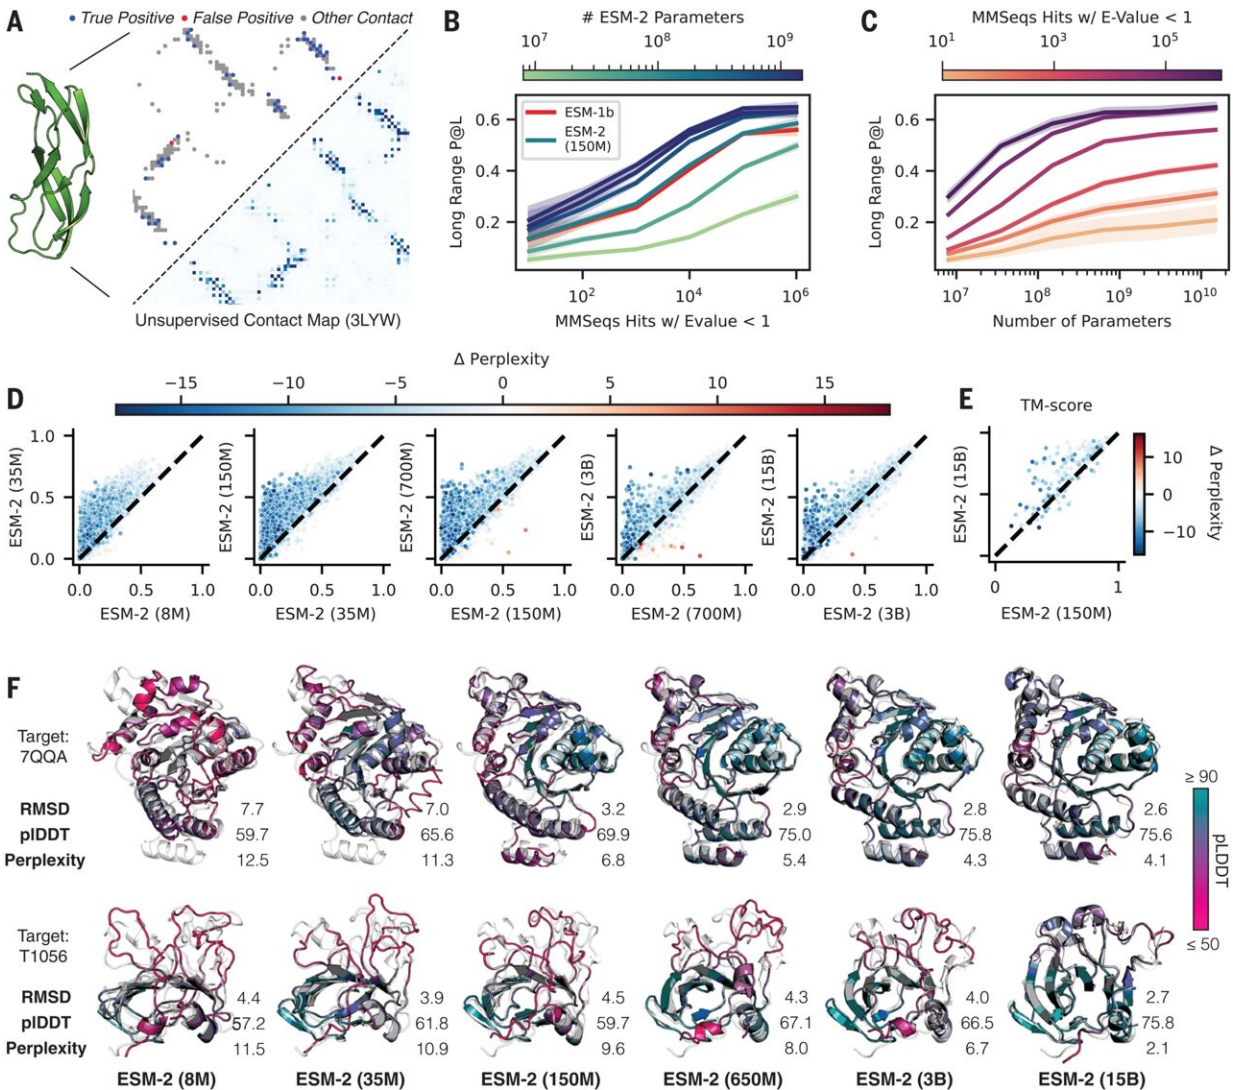 A
True Positive False Positive Other Contact
Unsupervised Contact Map (3LYW)
B
# ESM-2 Parameters
10^7 10^8 10^9
ESM-1b
ESM-2
(150M)
Long Range P@L
0.6
0.4
0.2
10^2 10^4 10^6
MMSeqs Hits w/ Evalue < 1
C
MMSeqs Hits w/ E-Value < 1
10^1 10^3 10^5
Long Range P@L
0.6
0.4
0.2
10^7 10^8 10^9 10^10
Number of Parameters
D
Δ Perplexity
−15 −10 −5 0 5 10 15
ESM-2 (35M)
1.0
0.5
0.0
0.0 0.5 1.0
ESM-2 (8M)
ESM-2 (150M)
0.0 0.5 1.0
ESM-2 (35M)
ESM-2 (700M)
0.0 0.5 1.0
ESM-2 (150M)
ESM-2 (3B)
0.0 0.5 1.0
ESM-2 (700M)
ESM-2 (15B)
0.0 0.5 1.0
ESM-2 (3B)
E
TM-score
ESM-2 (15B)
0 1
ESM-2 (150M)
10
0
−10
Δ Perplexity
F
Target:
7QQA
RMSD 7.7 7.0 3.2 2.9 2.8 2.6
plDDT 59.7 65.6 69.9 75.0 75.8 75.6
Perplexity 12.5 11.3 6.8 5.4 4.3 4.1
≥ 90
pLDDT
≤ 50
Target:
T1056
RMSD 4.4 3.9 4.5 4.3 4.0 2.7
plDDT 57.2 61.8 59.7 67.1 66.5 75.8
Perplexity 11.5 10.9 9.6 8.0 6.7 2.1
ESM-2 (8M) ESM-2 (35M) ESM-2 (150M) ESM-2 (650M) ESM-2 (3B) ESM-2 (15B)